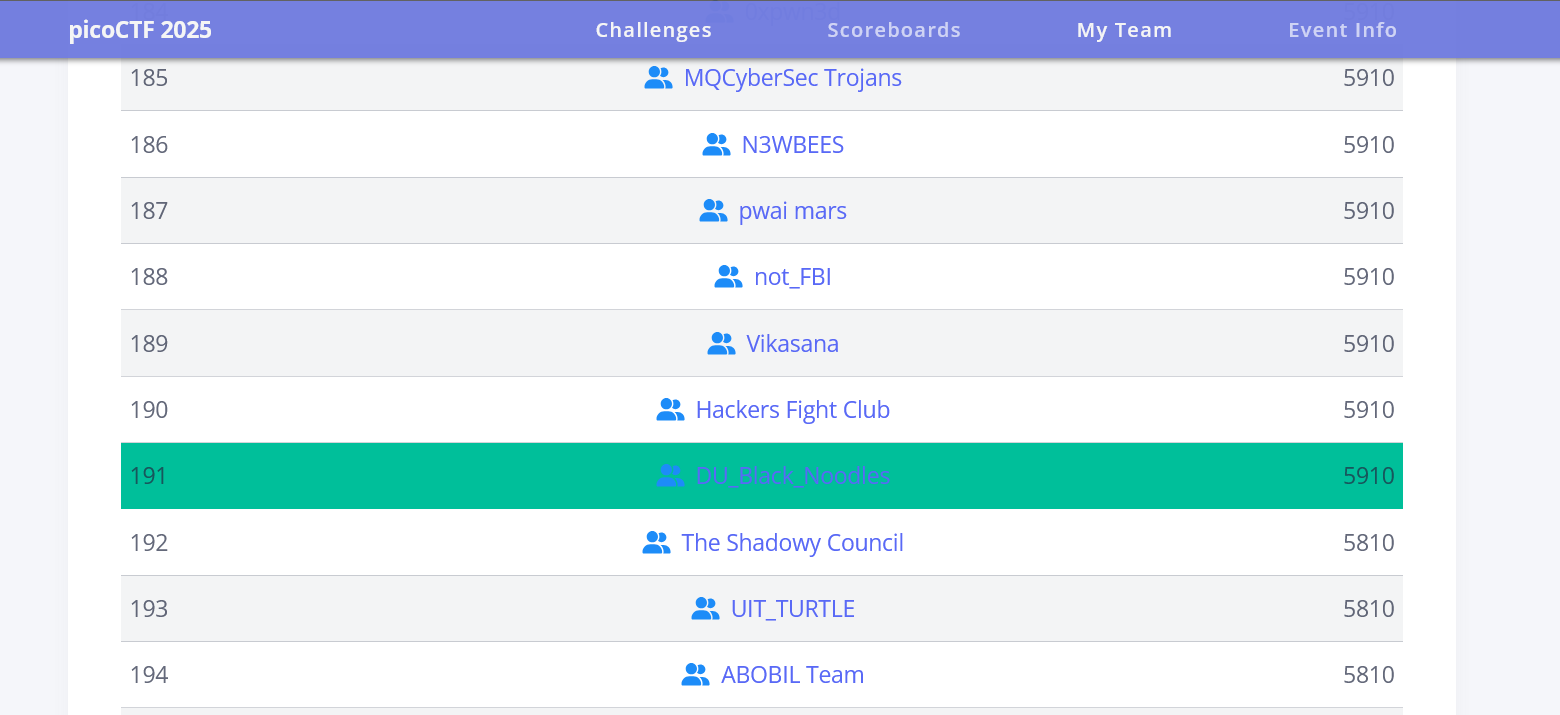 picoCTF 2025 Challenges Scoreboards My Team Event Info
185 MQCyberSec Trojans 5910
186 N3WBEES 5910
187 pwai mars 5910
188 not_FBI 5910
189 Vikasana 5910
190 Hackers Fight Club 5910
191 DU_Black_Noodles 5910
192 The Shadowy Council 5810
193 UIT_TURTLE 5810
194 ABOBIL Team 5810